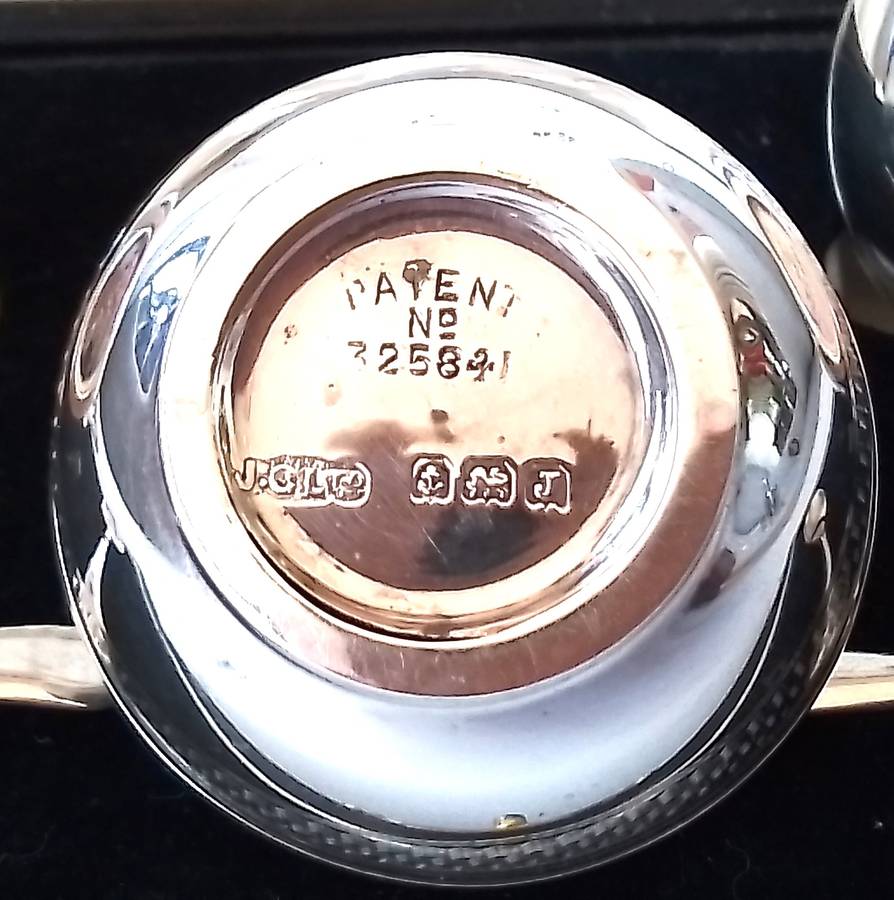 PATENT
No
325841
J.G LTD J